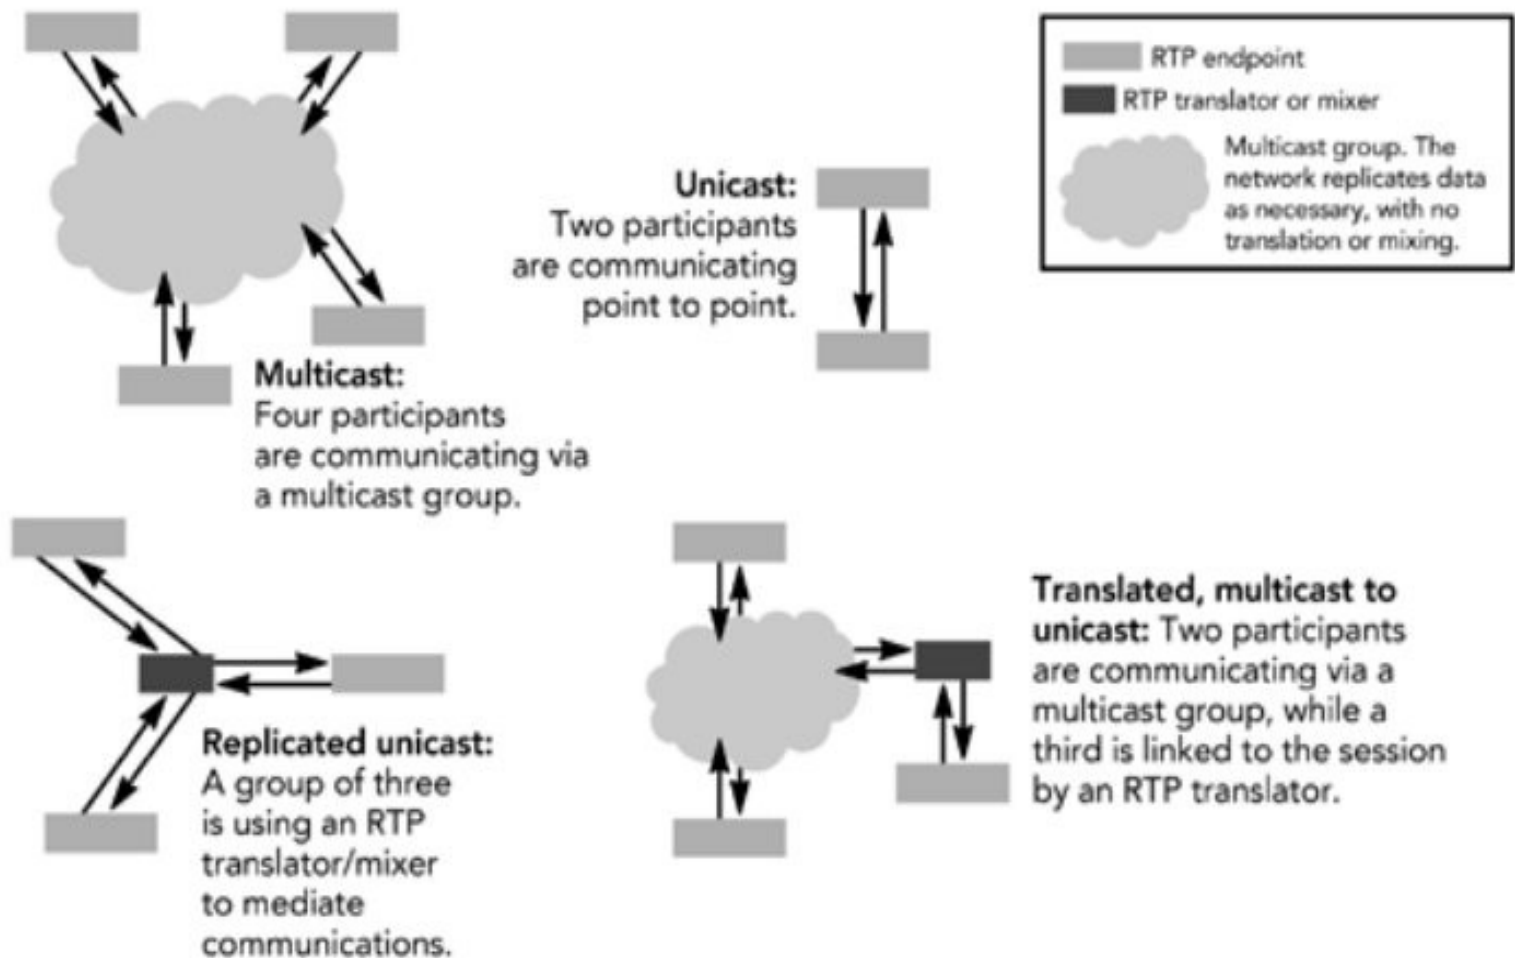 RTP endpoint
RTP translator or mixer
Multicast group. The
network replicates data
as necessary, with no
translation or mixing.
Unicast:
Two participants
are communicating
point to point.
Multicast:
Four participants
are communicating via
a multicast group.
Replicated unicast:
A group of three
is using an RTP
translator/mixer
to mediate
communications.
Translated, multicast to
unicast: Two participants
are communicating via a
multicast group, while a
third is linked to the session
by an RTP translator.